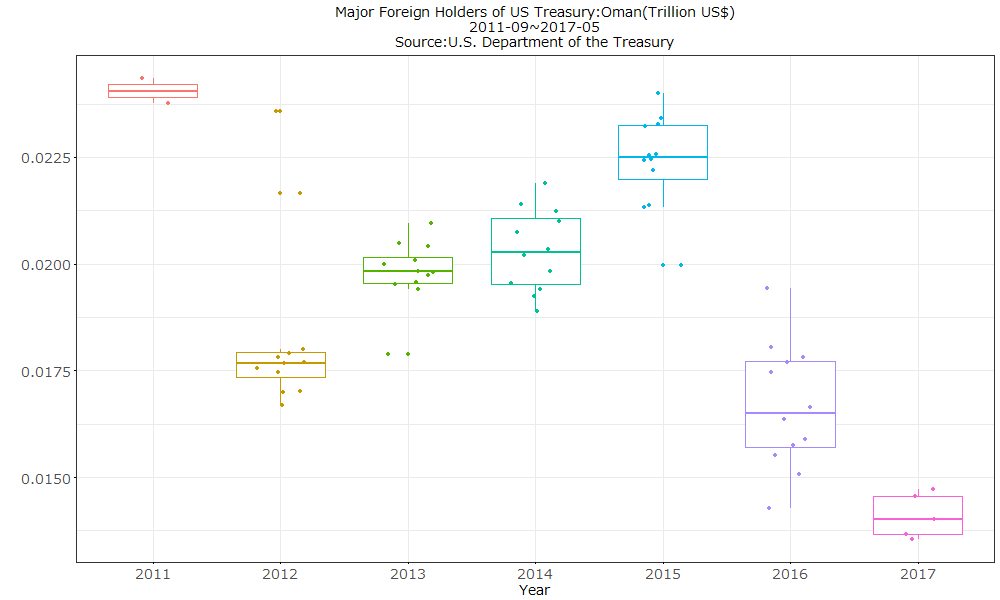 Major Foreign Holders of US Treasury:Oman(Trillion US$)
2011-09~2017-05
Source:U.S. Department of the Treasury
0.0225
0.0200
0.0175
0.0150
2011 2012 2013 2014 2015 2016 2017
Year